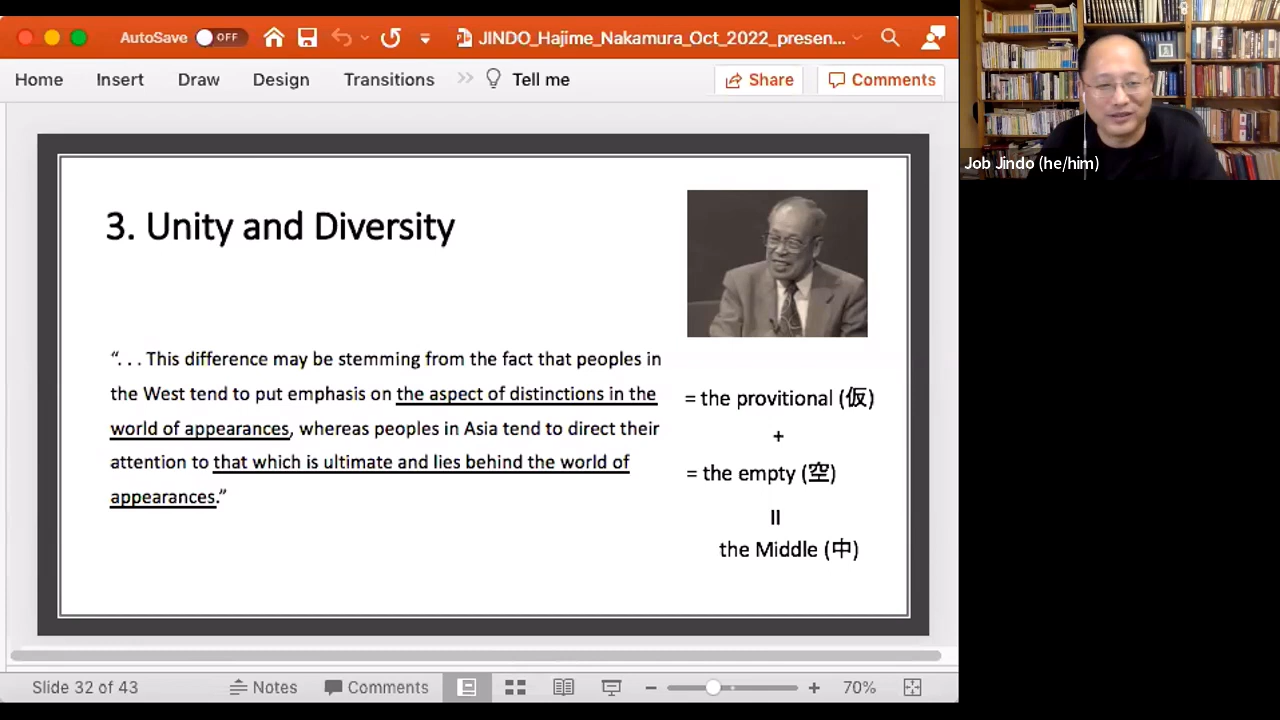 AutoSave OFF JINDO_Hajime_Nakamura_Oct_2022_presen...
Home Insert Draw Design Transitions Tell me Share Comments
Job Jindo (he/him)
3. Unity and Diversity
“. . . This difference may be stemming from the fact that peoples in
the West tend to put emphasis on the aspect of distinctions in the
world of appearances, whereas peoples in Asia tend to direct their
attention to that which is ultimate and lies behind the world of
appearances.”
= the provitional (仮)
+
= the empty (空)
||
the Middle (中)
Slide 32 of 43 Notes Comments 70%